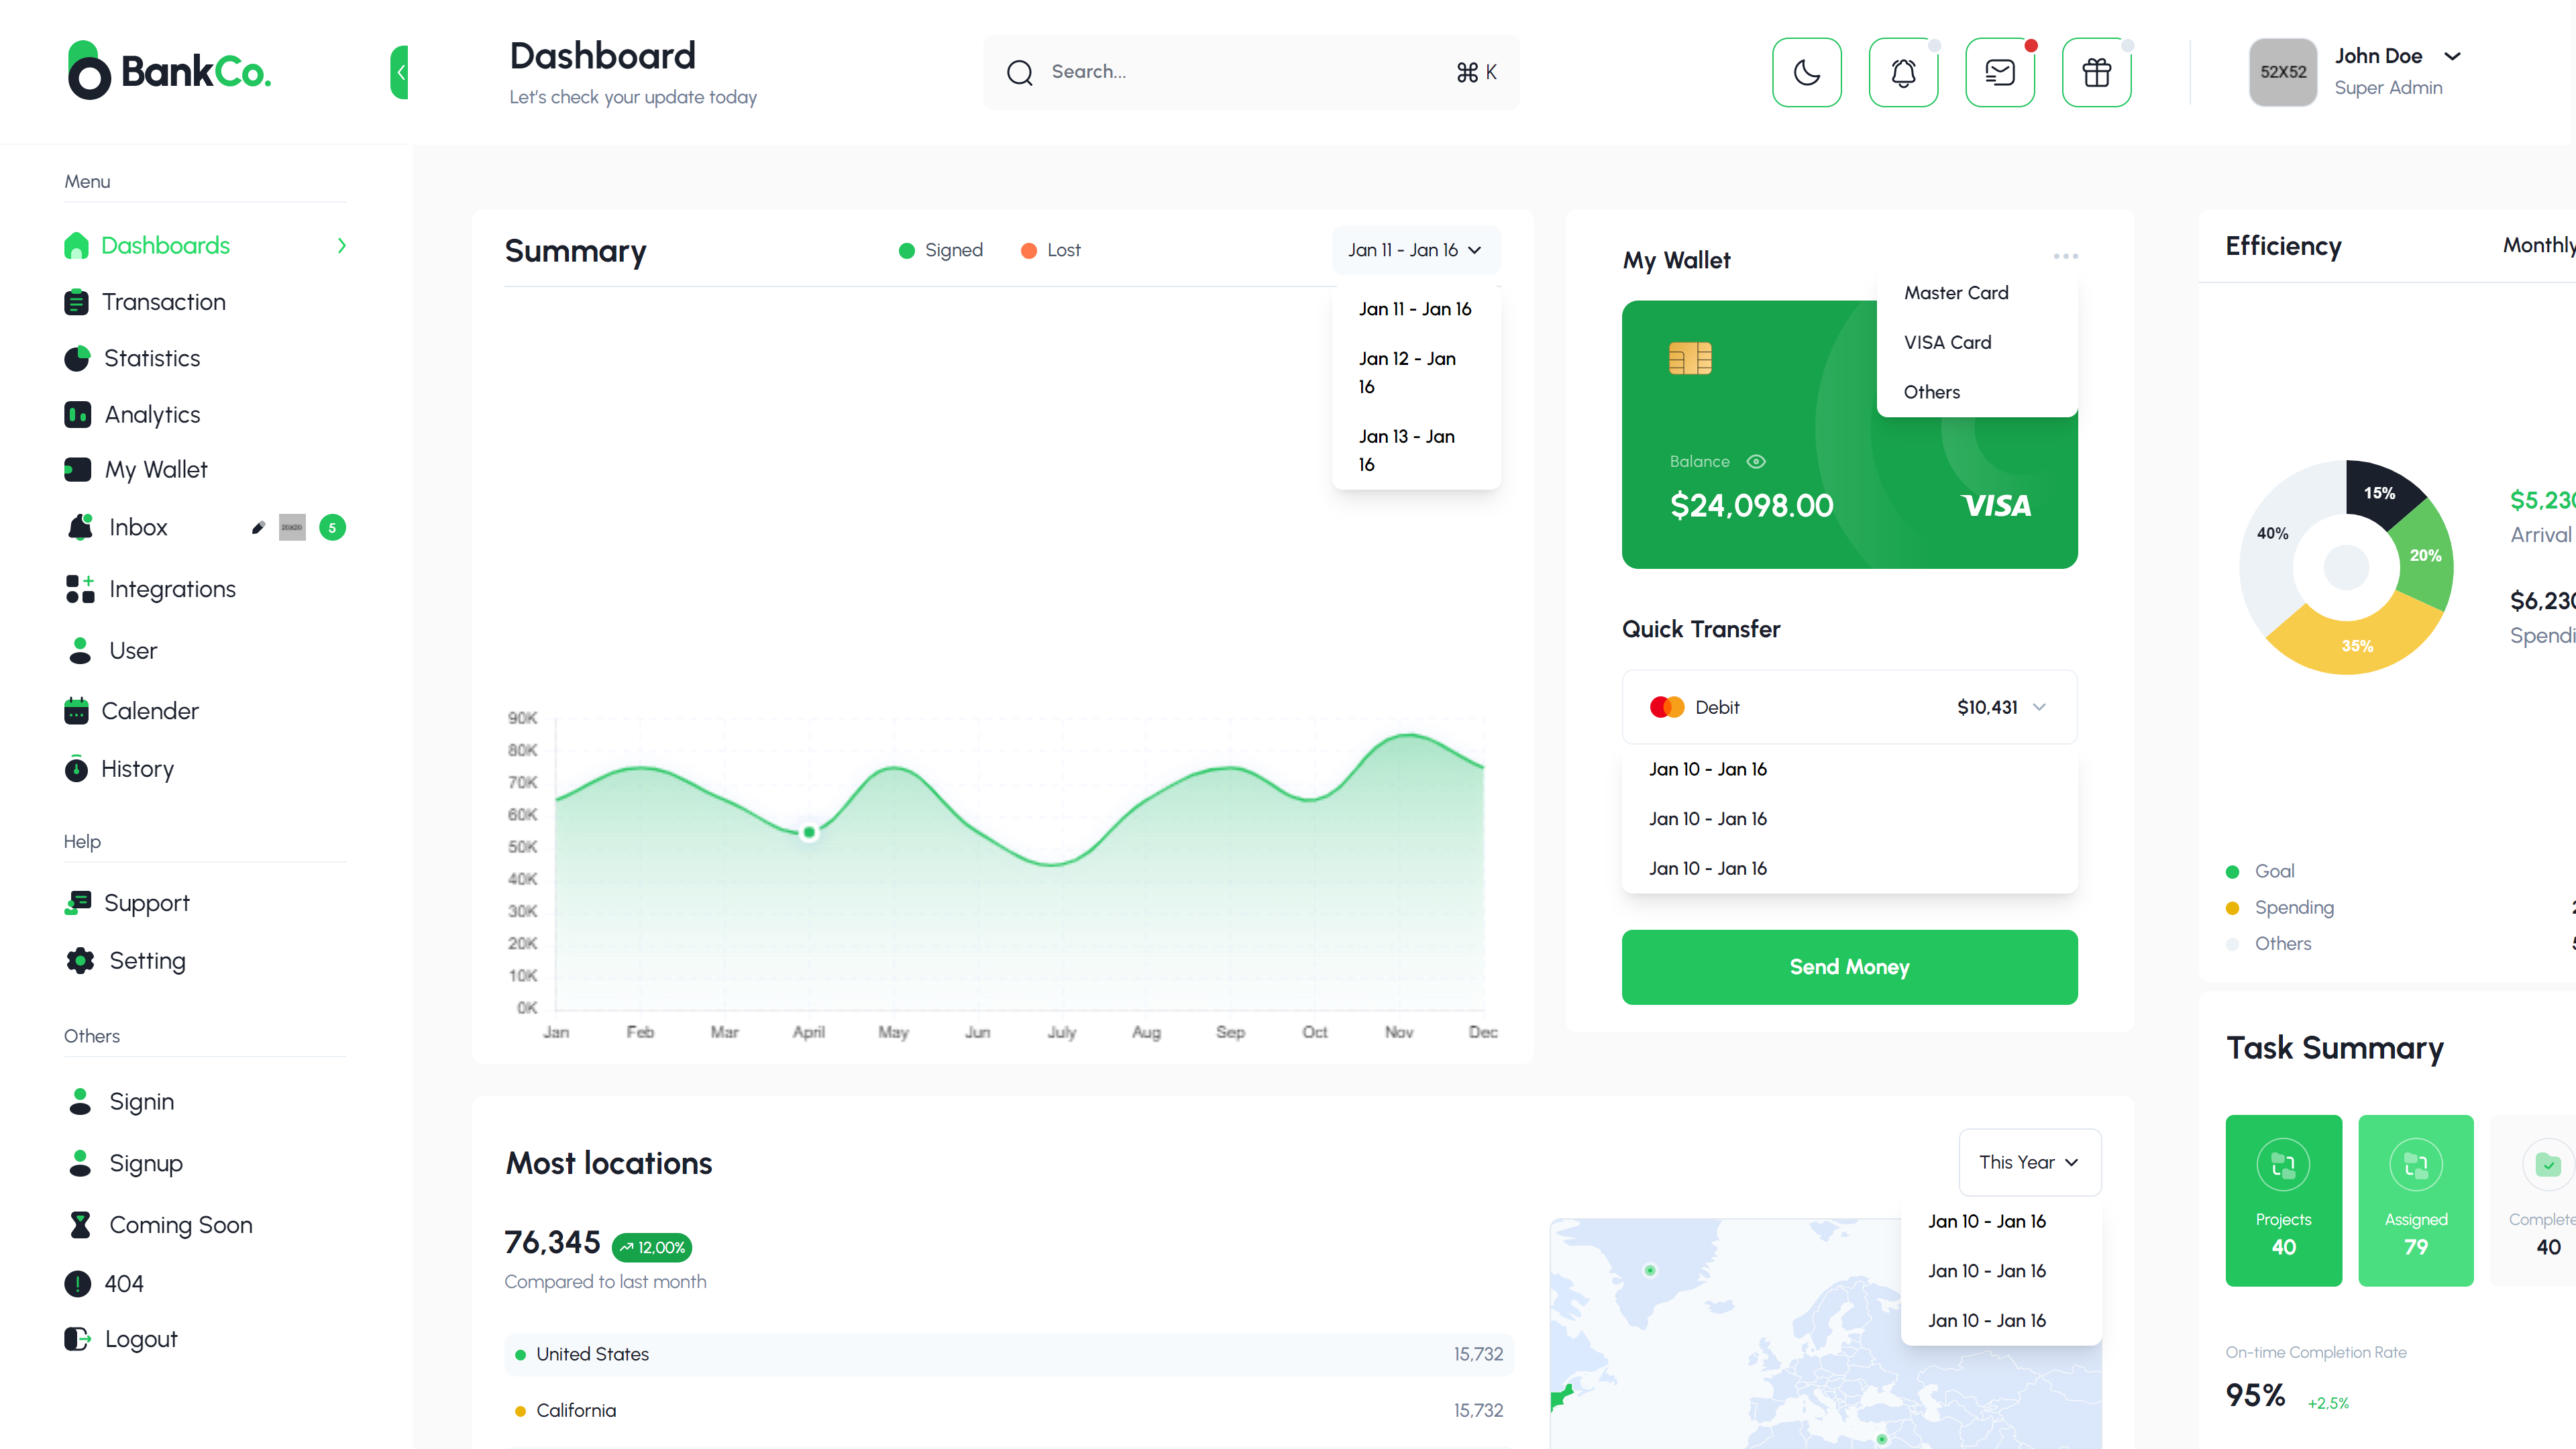 BankCo.
Dashboard
Let's check your update today
Search...
⌘ K
52X52
John Doe
Super Admin
Menu
Dashboards
Transaction
Statistics
Analytics
My Wallet
Inbox
20X20
5
Integrations
User
Calender
History
Help
Support
Setting
Others
Signin
Signup
Coming Soon
404
Logout
Summary
Signed
Lost
Jan 11 - Jan 16
Jan 11 - Jan 16
Jan 12 - Jan
16
Jan 13 - Jan
16
90K
80K
70K
60K
50K
40K
30K
20K
10K
0K
Jan Feb Mar April May Jun July Aug Sep Oct Nov Dec
My Wallet
Master Card
VISA Card
Others
Balance
$24,098.00
VISA
Quick Transfer
Debit
$10,431
Jan 10 - Jan 16
Jan 10 - Jan 16
Jan 10 - Jan 16
Send Money
Efficiency
Monthly
15%
20%
35%
40%
$5,230
Arrival
$6,230
Spendi
Goal
Spending
Others
Most locations
This Year
Jan 10 - Jan 16
Jan 10 - Jan 16
Jan 10 - Jan 16
76,345
12,00%
Compared to last month
United States
15,732
California
15,732
Task Summary
Projects
40
Assigned
79
Complete
40
On-time Completion Rate
95%
+2,5%